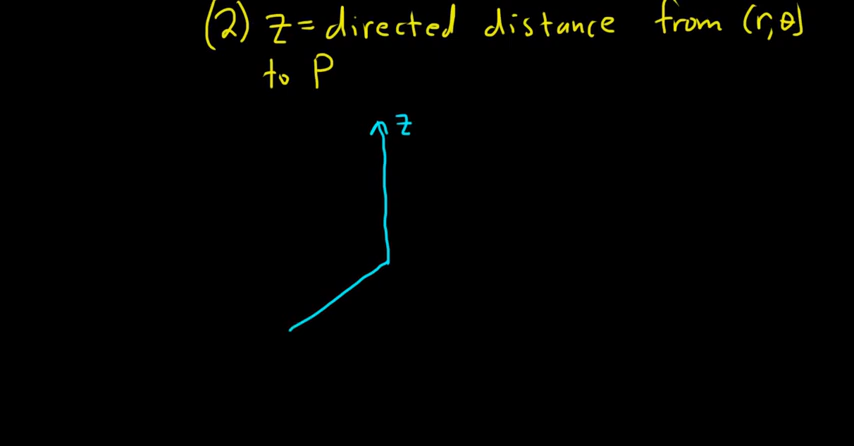 (2) z = directed distance from (r, θ)
to P
z